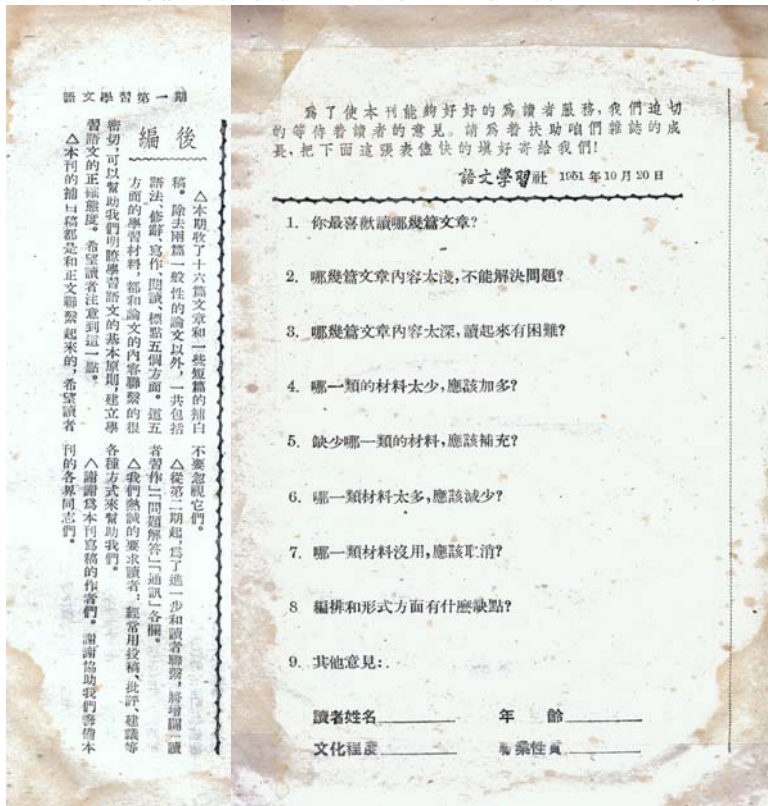 語文學習第一期
編後
△本期收了十六篇文章和一些短篇的補白
稿。除去兩篇一般性的論文以外，一共包括
語法、修辭、寫作、閱讀、標點五個方面。這五
方面的學習材料，都和論文的內容聯繫的很
密切，可以幫助我們明瞭學習語文的基本原則，建立學
習語文的正確態度。希望讀者注意到這一點。
△本刊的補白稿都是和正文聯繫起來的，希望讀者
不要忽視它們。
△從第二期起，爲了進一步和讀者聯繫，將增闢「讀
者習作」「問題解答」「通訊」各欄。
△我們熱誠的要求讀者：經常用投稿、批評、建議等
各種方式來幫助我們。
△謝謝爲本刊寫稿的作者們。謝謝協助我們籌備本
刊的各界同志們。
爲了使本刊能夠好好的爲讀者服務，我們迫切
的等待着讀者的意見。請爲着扶助咱們雜誌的成
長，把下面這張表儘快的填好寄給我們！
語文學習社 1951年10月20日
1. 你最喜歡讀哪幾篇文章？
2. 哪幾篇文章內容太淺，不能解決問題？
3. 哪幾篇文章內容太深，讀起來有困難？
4. 哪一類的材料太少，應該加多？
5. 缺少哪一類的材料，應該補充？
6. 哪一類材料太多，應該減少？
7. 哪一類材料沒用，應該取消？
8 編排和形式方面有什麼缺點？
9. 其他意見：
讀者姓名 年 齡
文化程度 職業性質